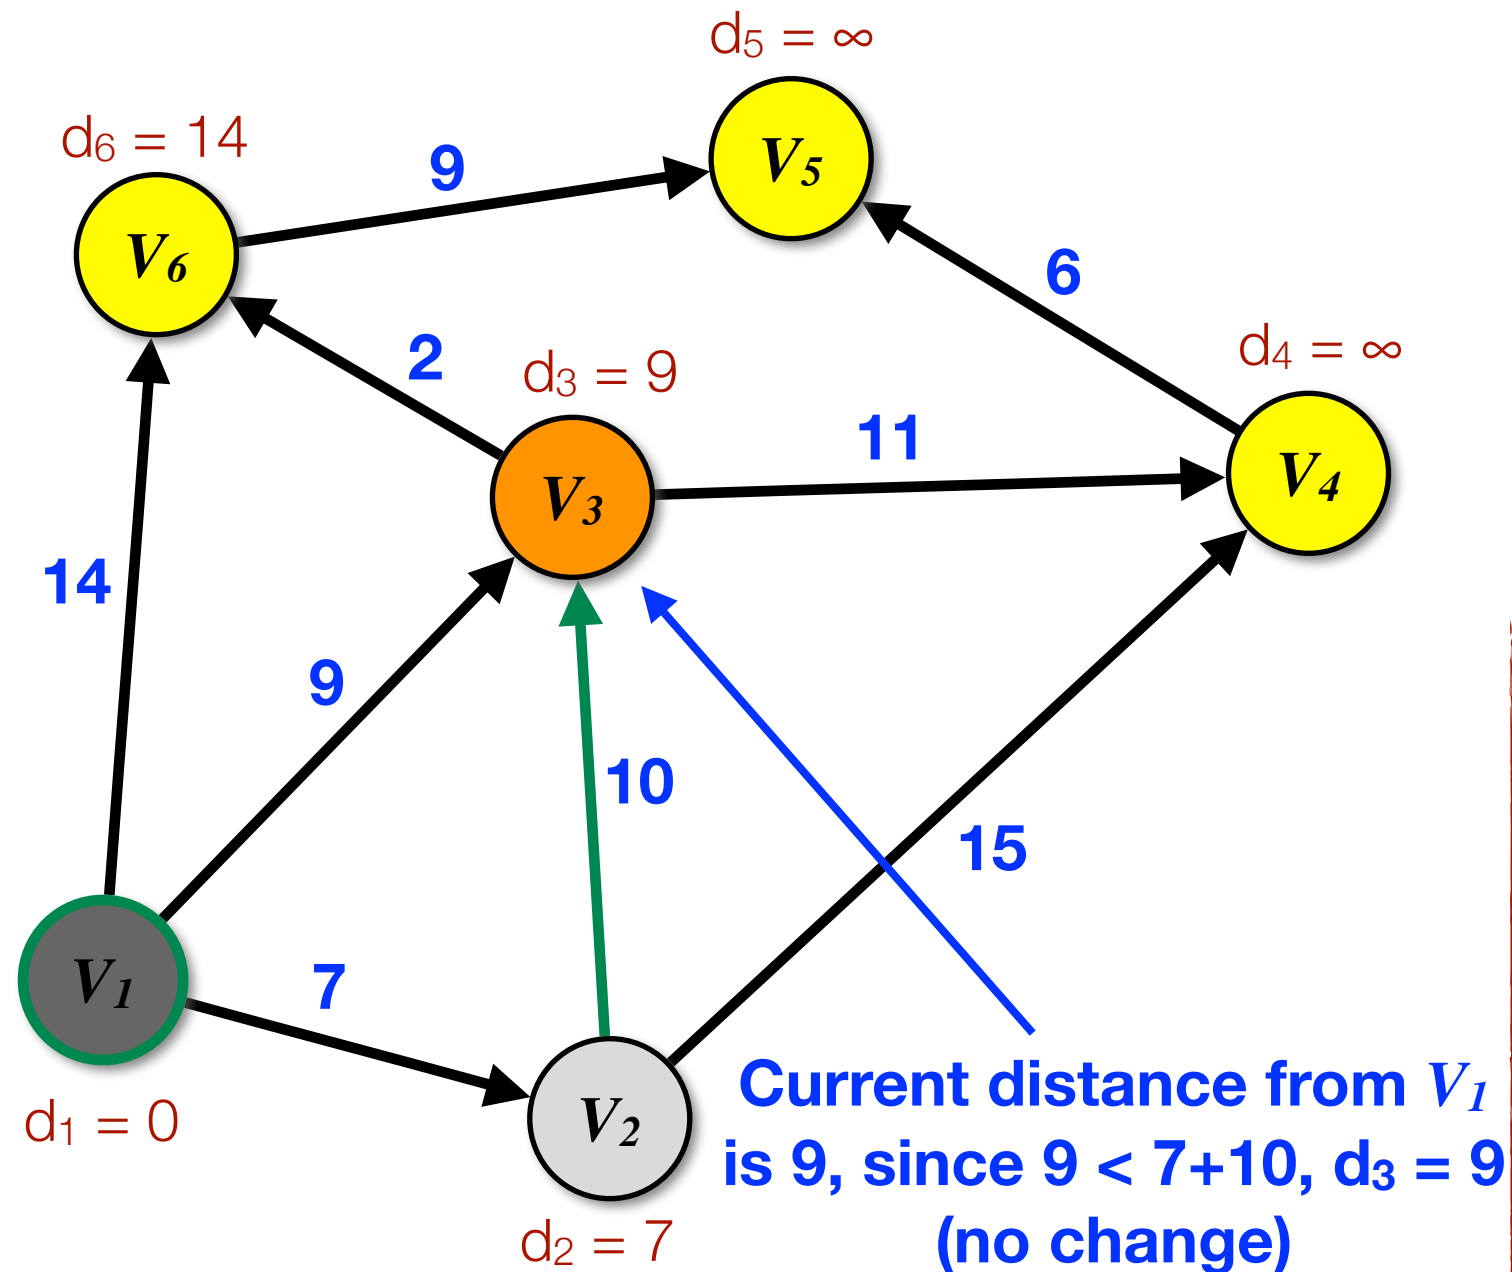 d₅ = ∞
d₆ = 14
9
V₅
V₆
6
2
d₃ = 9
d₄ = ∞
11
V₃
V₄
14
9
10
15
V₁
7
d₁ = 0
V₂
d₂ = 7
Current distance from V₁
is 9, since 9 < 7+10, d₃ = 9
(no change)